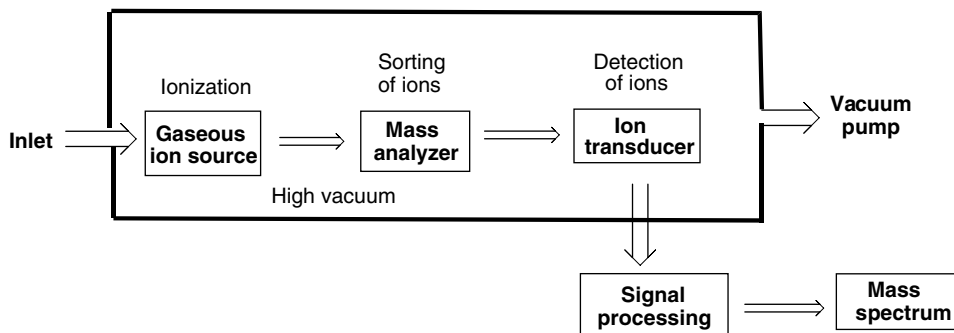 Ionization
Sorting
of ions
Detection
of ions
Inlet
Gaseous
ion source
Mass
analyzer
Ion
transducer
Vacuum
pump
High vacuum
Signal
processing
Mass
spectrum